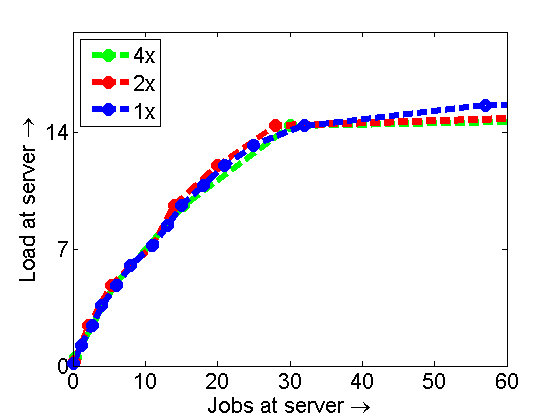 4x
2x
1x
Load at server →
14
7
0
0 10 20 30 40 50 60
Jobs at server →